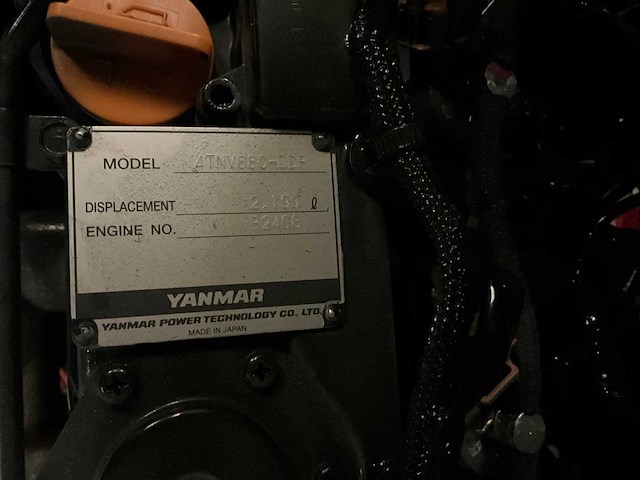 MODEL 4TNV88C-DDF
DISPLACEMENT 2.190 ℓ
ENGINE NO.
YANMAR
YANMAR POWER TECHNOLOGY CO., LTD.
MADE IN JAPAN